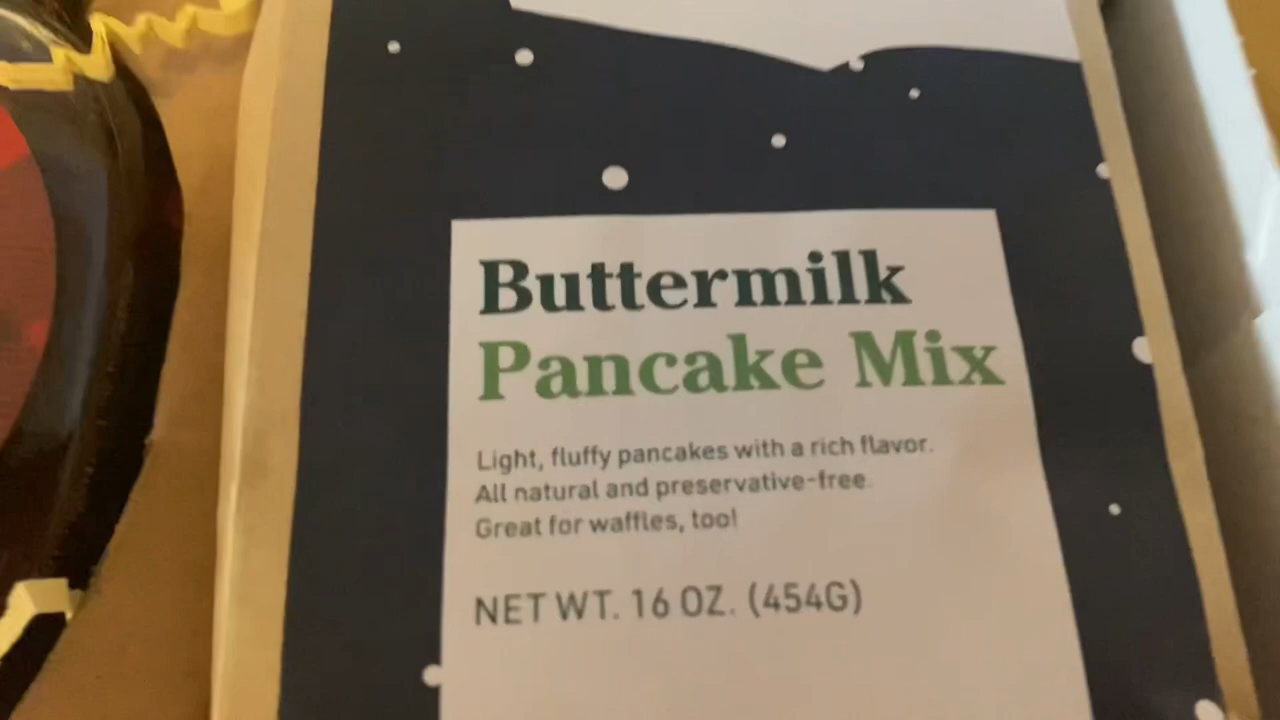 Buttermilk
Pancake Mix
Light, fluffy pancakes with a rich flavor.
All natural and preservative-free.
Great for waffles, too!
NET WT. 16 OZ. (454G)